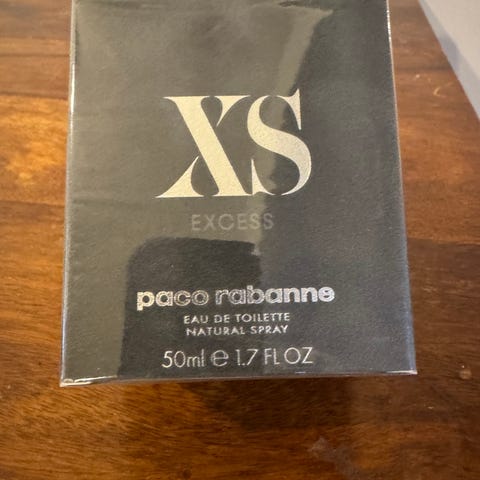 XS
EXCESS
paco rabanne
EAU DE TOILETTE
NATURAL SPRAY
50ml e 1.7 FL OZ